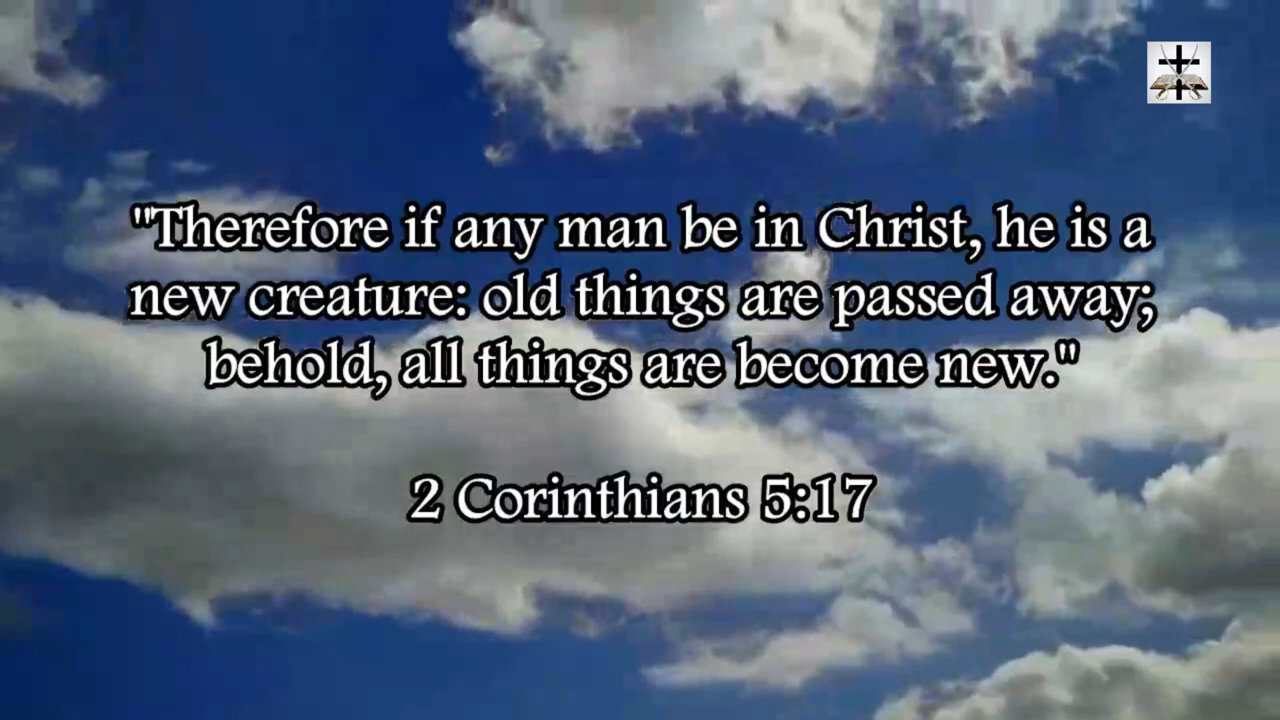 "Therefore if any man be in Christ, he is a
new creature: old things are passed away;
behold, all things are become new."
2 Corinthians 5:17